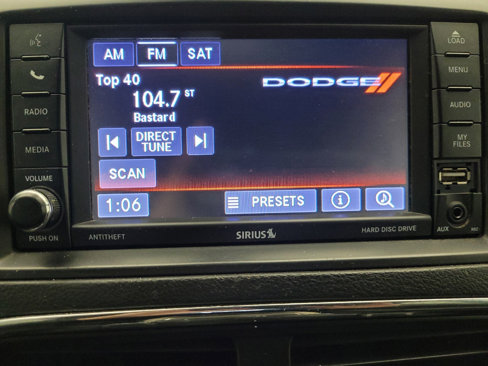 AM FM SAT
Top 40
104.7 ST
Bastard
DIRECT
TUNE
SCAN
1:06
PRESETS
DODGE
PHONE
RADIO
MEDIA
VOLUME
PUSH ON
LOAD
MENU
AUDIO
MY
FILES
AUX
ANTITHEFT
SIRIUS
HARD DISC DRIVE